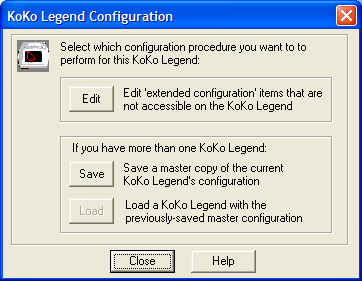 KoKo Legend Configuration
Select which configuration procedure you want to to
perform for this KoKo Legend:
Edit
Edit 'extended configuration' items that are
not accessible on the KoKo Legend
If you have more than one KoKo Legend:
Save
Save a master copy of the current
KoKo Legend's configuration
Load
Load a KoKo Legend with the
previously-saved master configuration
Close
Help